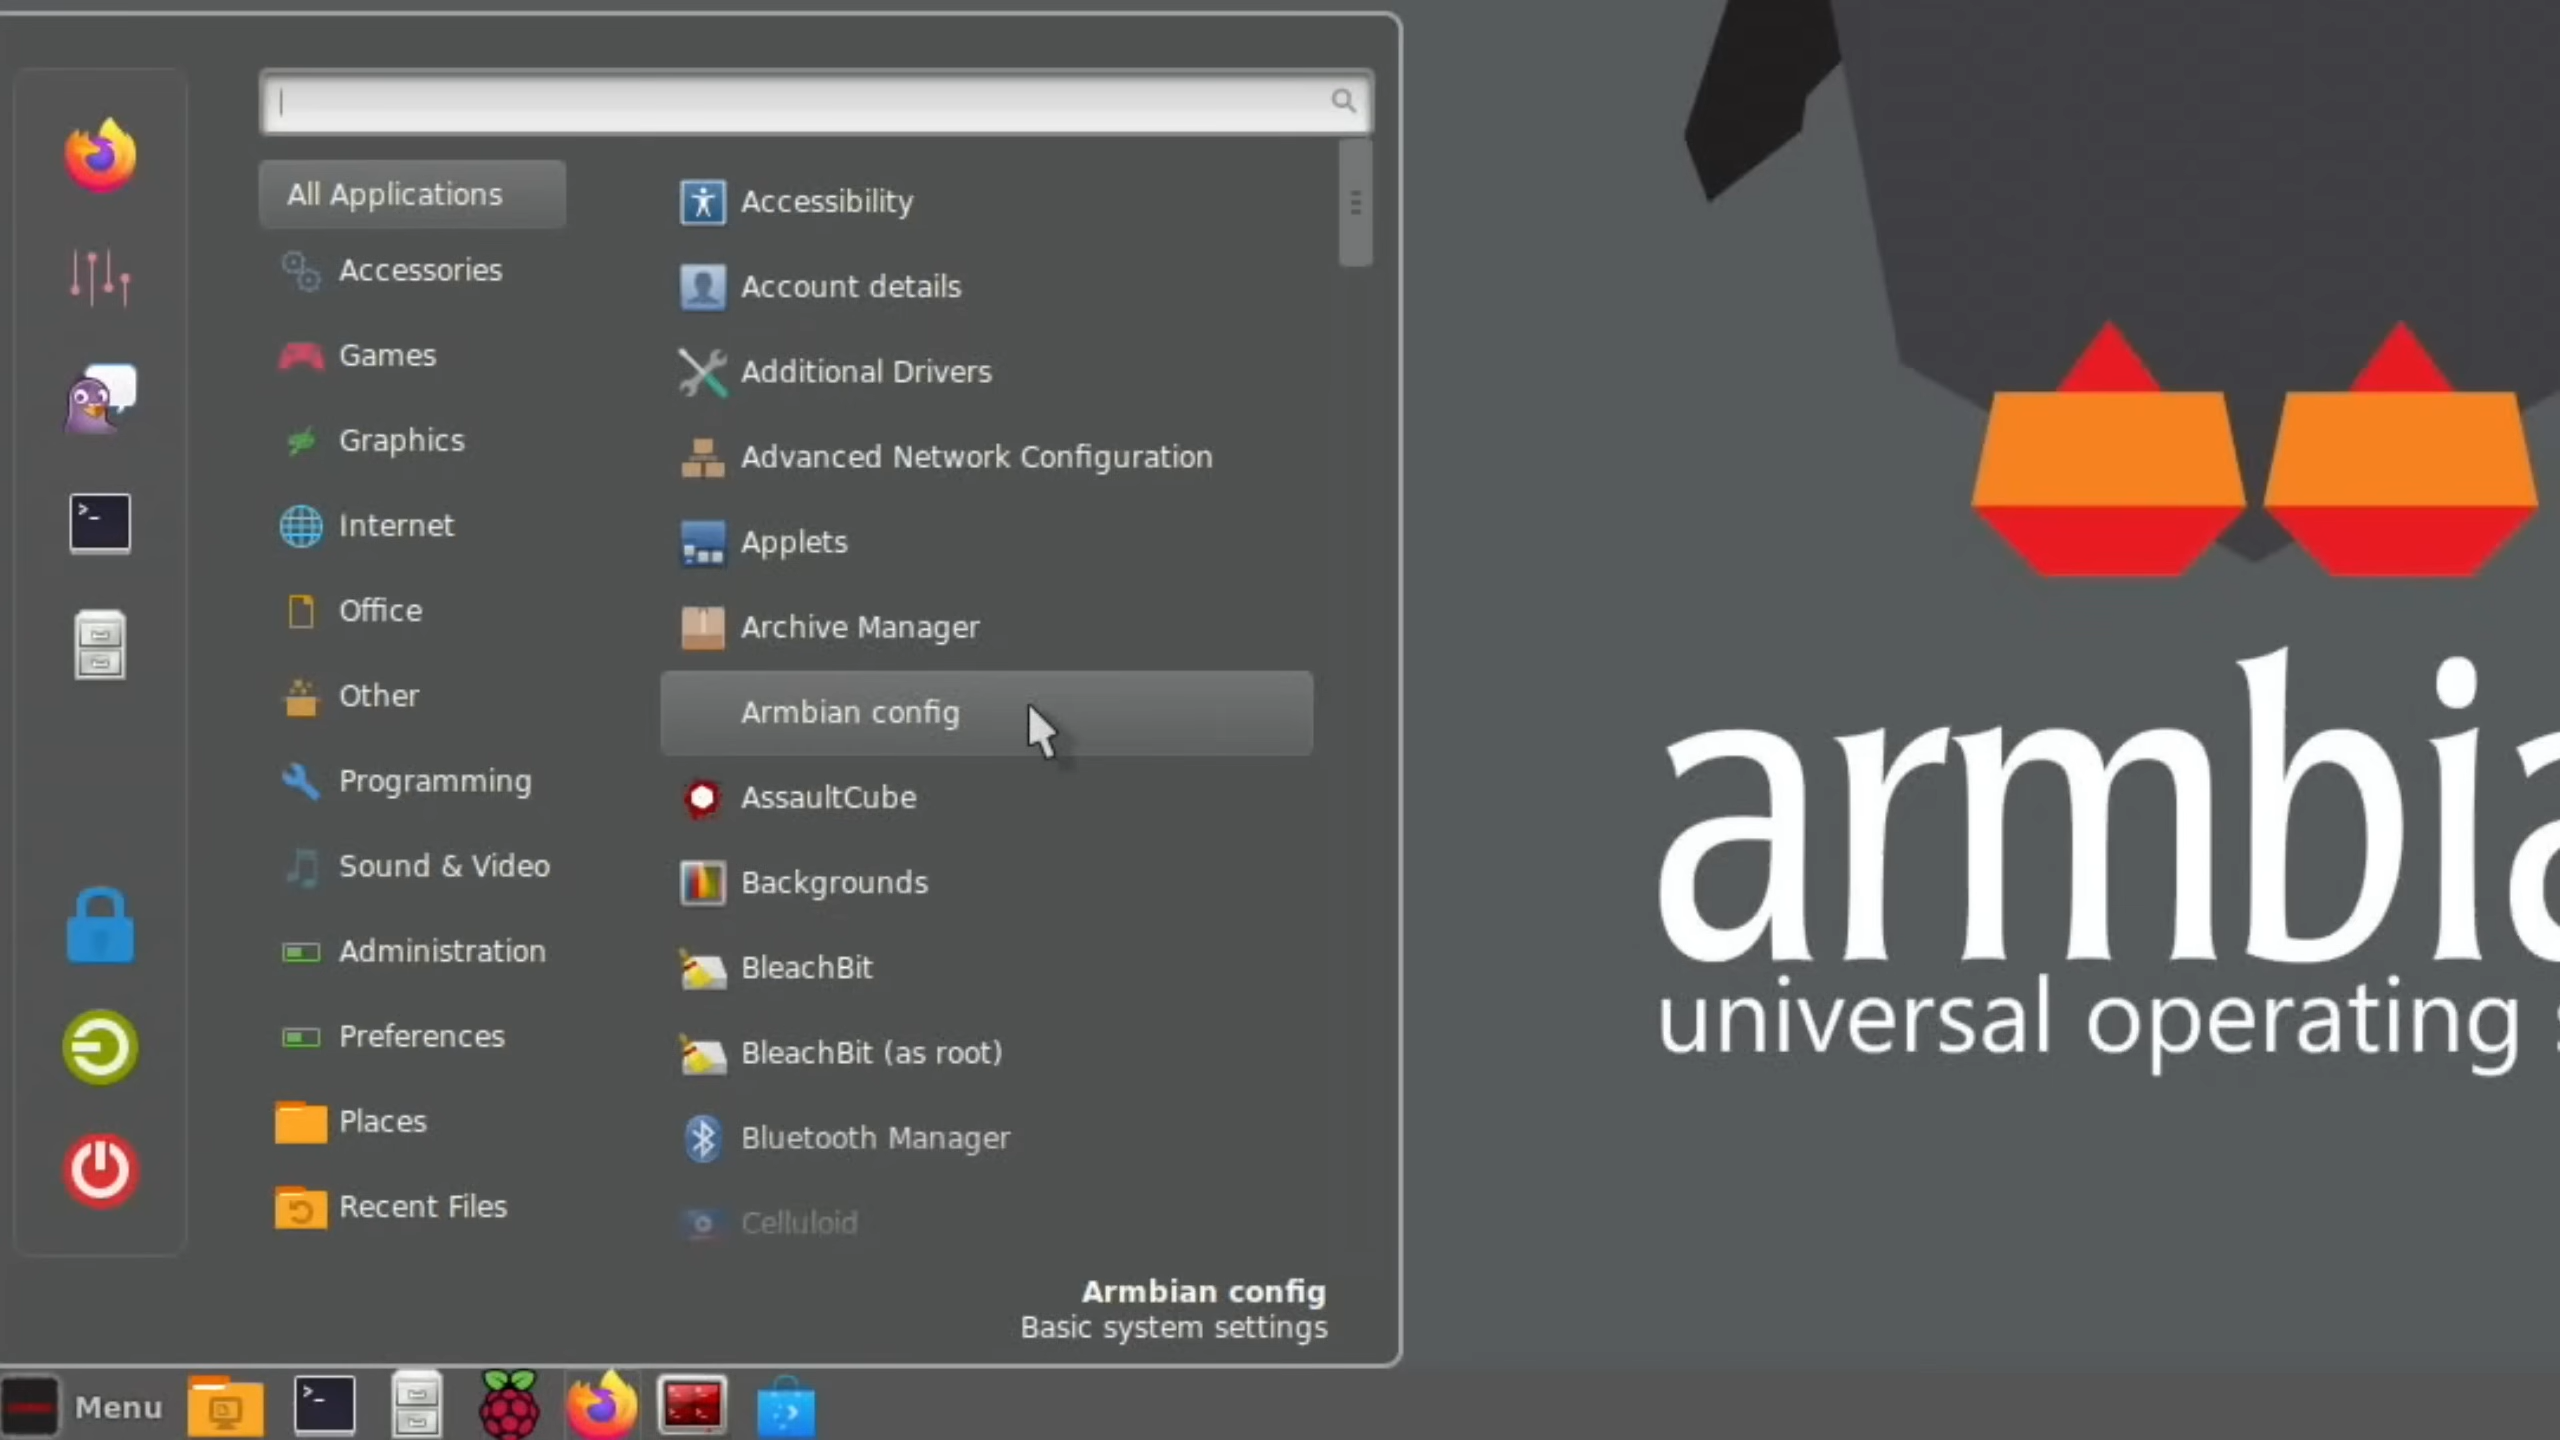 All Applications
Accessories
Games
Graphics
Internet
Office
Other
Programming
Sound & Video
Administration
Preferences
Places
Recent Files
Accessibility
Account details
Additional Drivers
Advanced Network Configuration
Applets
Archive Manager
Armbian config
AssaultCube
Backgrounds
BleachBit
BleachBit (as root)
Bluetooth Manager
Celluloid
Armbian config
Basic system settings
Menu
armbia
universal operating s